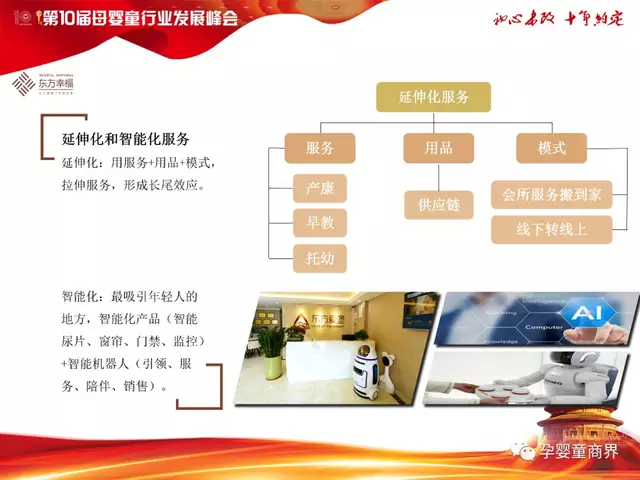 第10届母婴童行业发展峰会
初心未改 十年约定
东方幸福
延伸化和智能化服务
延伸化:用服务+用品+模式,
拉伸服务,形成长尾效应。
延伸化服务
服务
用品
模式
产康
早教
托幼
供应链
会所服务搬到家
线下转线上
智能化:最吸引年轻人的
地方,智能化产品(智能
尿片、窗帘、门禁、监控)
+智能机器人(引领、服
务、陪伴、销售)。
Intelligence
AI
Computer
孕婴童商界